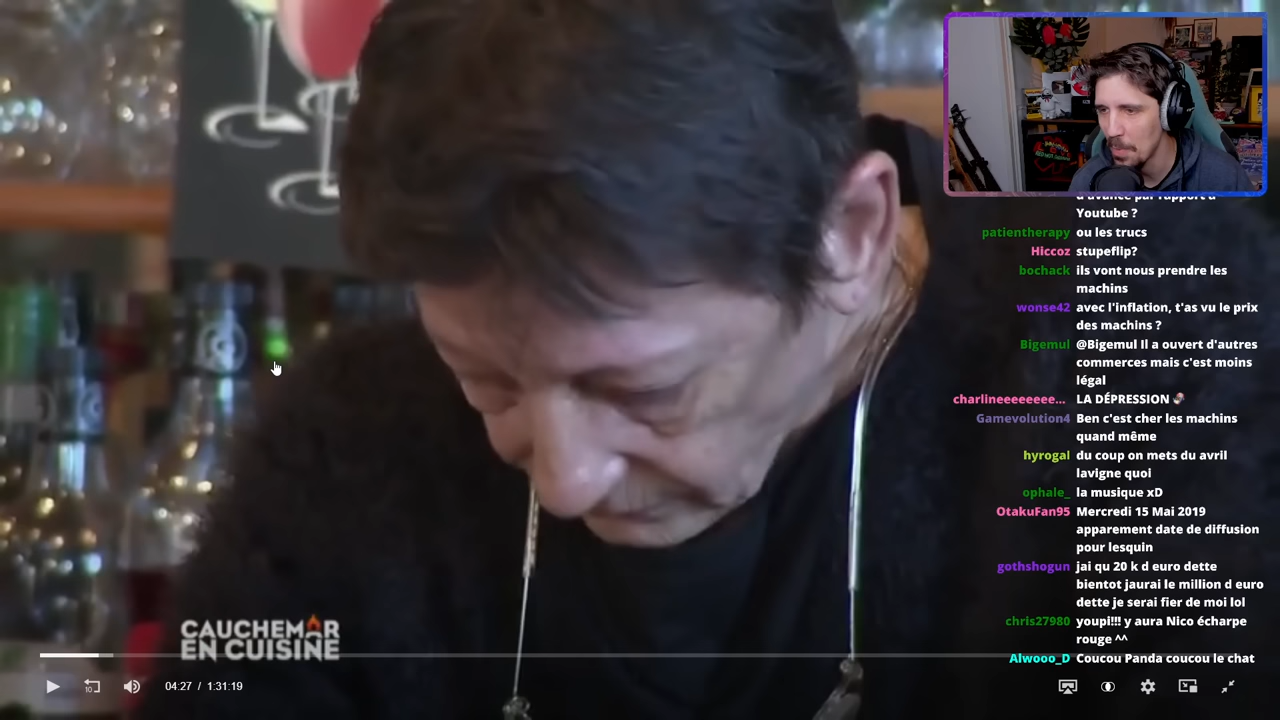 d'avance par rapport à
Youtube ?
patientherapy ou les trucs
Hiccoz stupeflip?
bochack ils vont nous prendre les
machins
wonse42 avec l'inflation, t'as vu le prix
des machins ?
Bigemul @Bigemul Il a ouvert d'autres
commerces mais c'est moins
légal
charlineeeeeeee... LA DÉPRESSION
Gamevolution4 Ben c'est cher les machins
quand même
hyrogal du coup on mets du avril
lavigne quoi
ophale_ la musique xD
OtakuFan95 Mercredi 15 Mai 2019
apparement date de diffusion
pour lesquin
gothshogun jai qu 20 k d euro dette
bientot jaurai le million d euro
dette je serai fier de moi lol
chris27980 youpi!!! y aura Nico écharpe
rouge ^^
Alwooo_D Coucou Panda coucou le chat
CAUCHEMAR
EN CUISINE
10
04:27 / 1:31:19